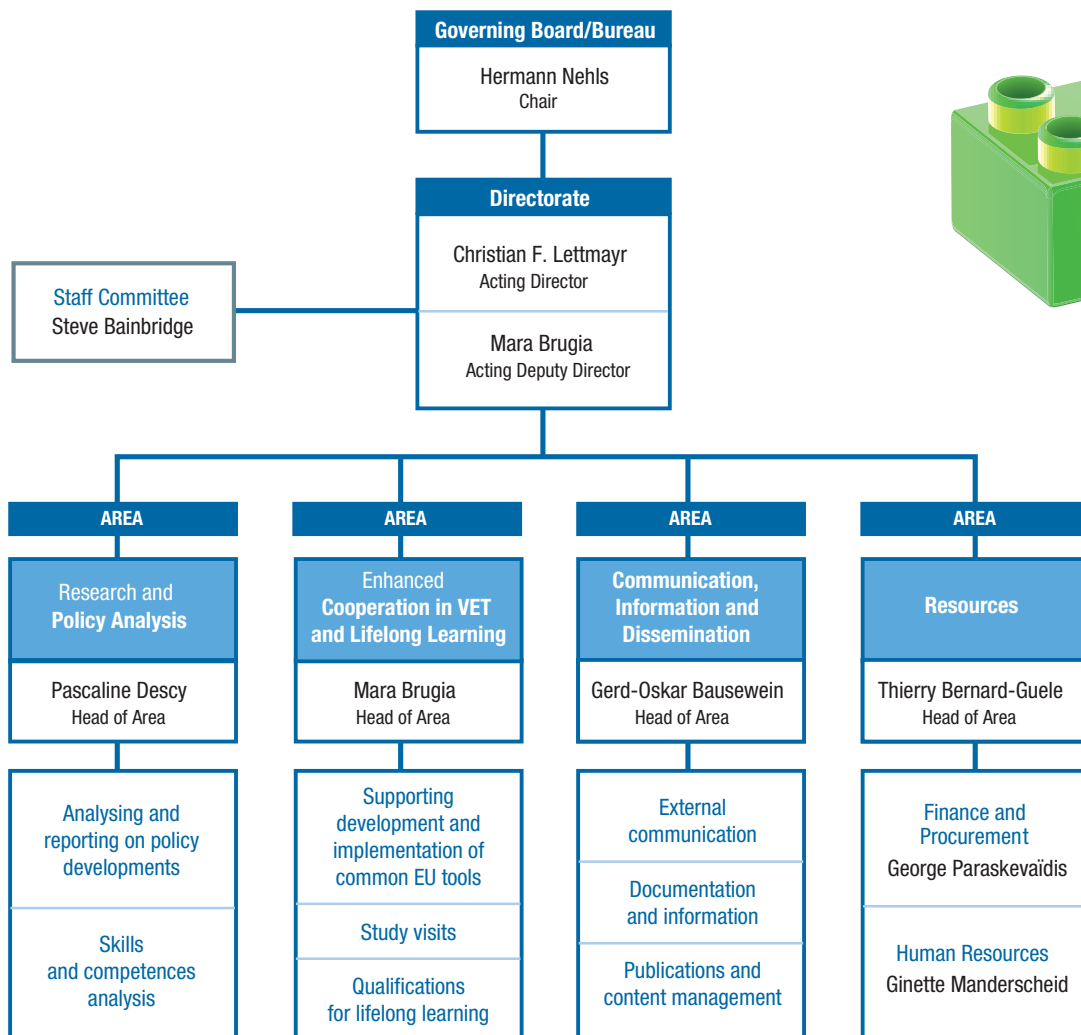 Governing Board/Bureau
Hermann Nehls
Chair
Directorate
Christian F. Lettmayr
Acting Director
Mara Brugia
Acting Deputy Director
Staff Committee
Steve Bainbridge
AREA
Research and
Policy Analysis
Pascaline Descy
Head of Area
Analysing and
reporting on policy
developments
Skills
and competences
analysis
AREA
Enhanced
Cooperation in VET
and Lifelong Learning
Mara Brugia
Head of Area
Supporting
development and
implementation of
common EU tools
Study visits
Qualifications
for lifelong learning
AREA
Communication,
Information and
Dissemination
Gerd-Oskar Bausewein
Head of Area
External
communication
Documentation
and information
Publications and
content management
AREA
Resources
Thierry Bernard-Guele
Head of Area
Finance and
Procurement
George Paraskevaïdis
Human Resources
Ginette Manderscheid